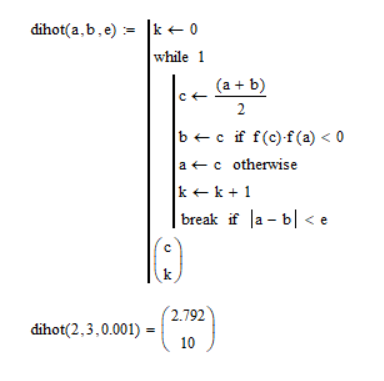 dihot(a,b,e) := k ← 0
while 1
c ← (a + b)
2
b ← c if f(c)·f(a) < 0
a ← c otherwise
k ← k + 1
break if |a − b| < e
c
k
dihot(2,3,0.001) = 2.792
10